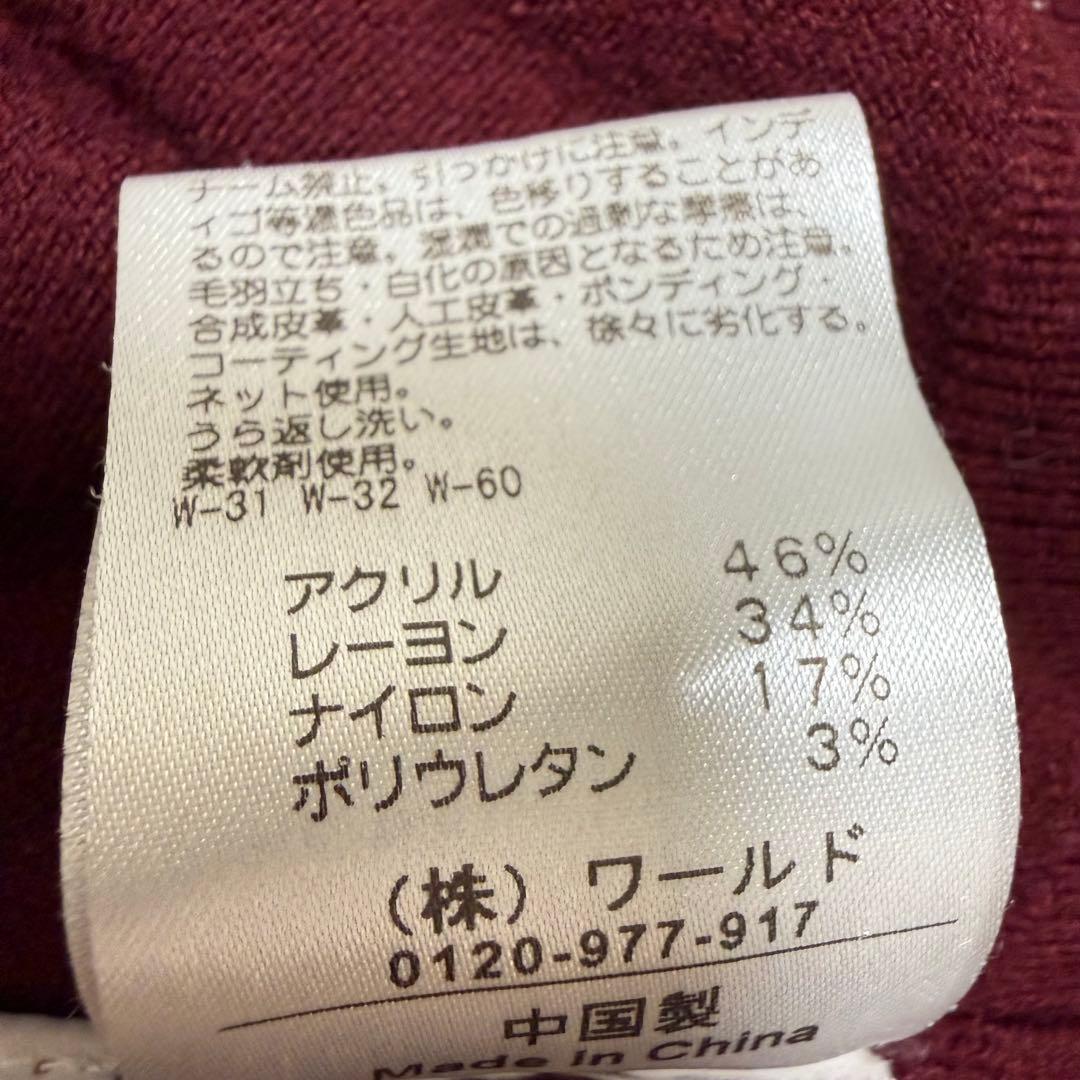 ナーム禁止。引っかけに注意。インデ
ィゴ等濃色品は、色移りすることがあ
るので注意。湿潤での過剰な摩擦は、
毛羽立ち・白化の原因となるため注意。
合成皮革・人工皮革・ボンディング・
コーティング生地は、徐々に劣化する。
ネット使用。
うら返し洗い。
柔軟剤使用。
W-31 W-32 W-60
アクリル 46%
レーヨン 34%
ナイロン 17%
ポリウレタン 3%
(株) ワールド
0120-977-917
中国製
Made in China